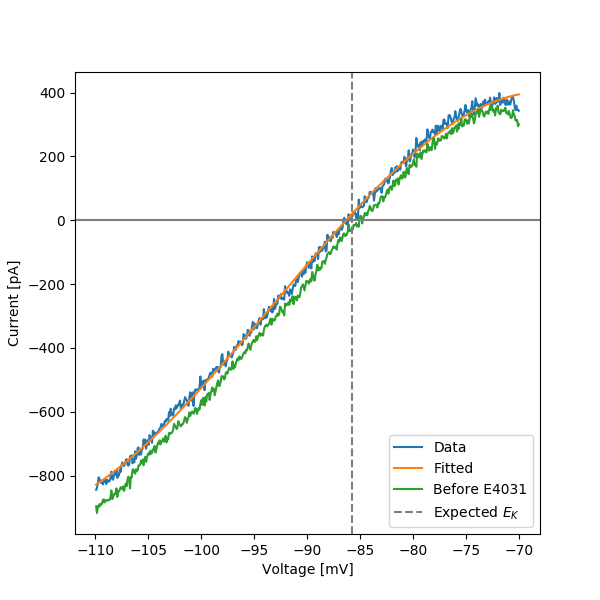 400
200
0
−200
−400
−600
−800
Current [pA]
−110 −105 −100 −95 −90 −85 −80 −75 −70
Voltage [mV]
Data
Fitted
Before E4031
Expected E_K